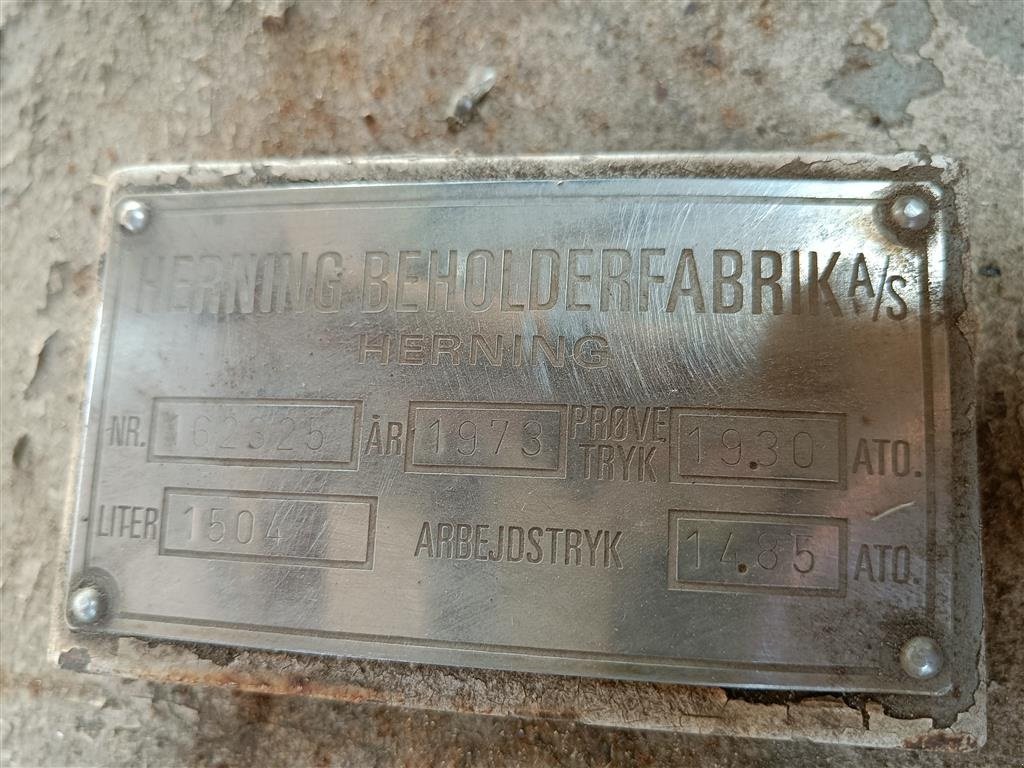 HERNING BEHOLDERFABRIK A/S
HERNING
NR. 162325 ÅR 1973 PRØVE TRYK 19.30 ATO.
LITER 1504 ARBEJDSTRYK 14.85 ATO.